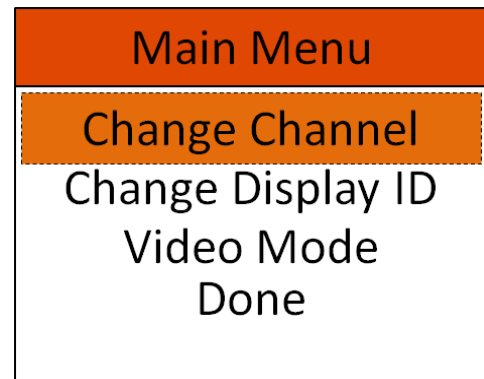 Main Menu
Change Channel
Change Display ID
Video Mode
Done